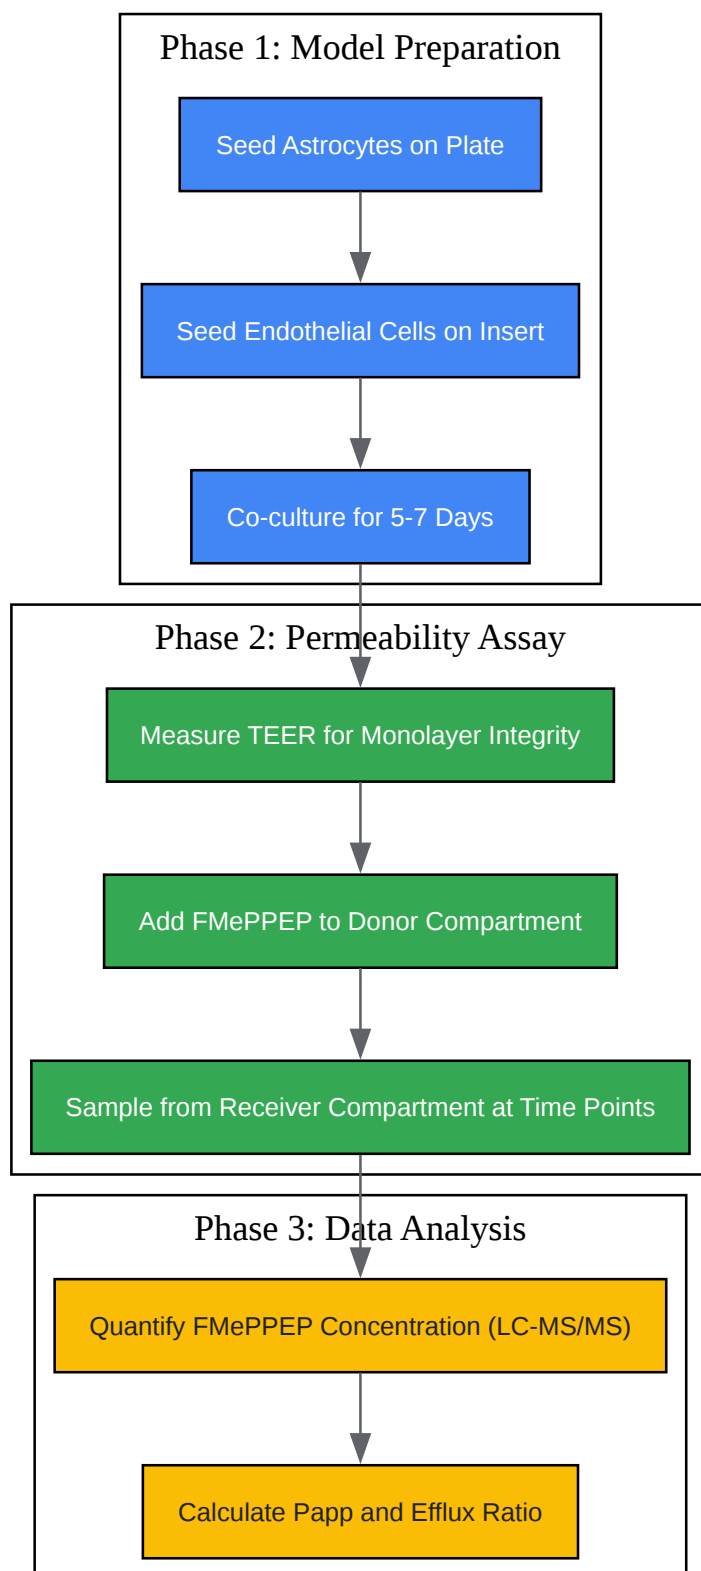 Phase 1: Model Preparation
Seed Astrocytes on Plate
Seed Endothelial Cells on Insert
Co-culture for 5-7 Days
Phase 2: Permeability Assay
Measure TEER for Monolayer Integrity
Add FMePPEP to Donor Compartment
Sample from Receiver Compartment at Time Points
Phase 3: Data Analysis
Quantify FMePPEP Concentration (LC-MS/MS)
Calculate Papp and Efflux Ratio